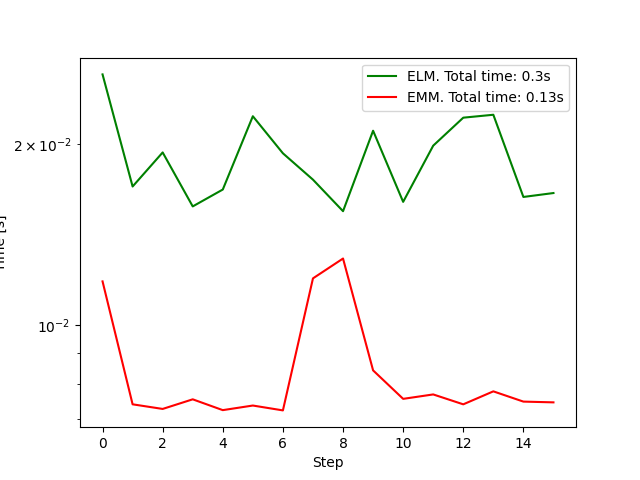 ELM. Total time: 0.3s
EMM. Total time: 0.13s
2 × 10⁻²
10⁻²
Time [s]
0 2 4 6 8 10 12 14
Step